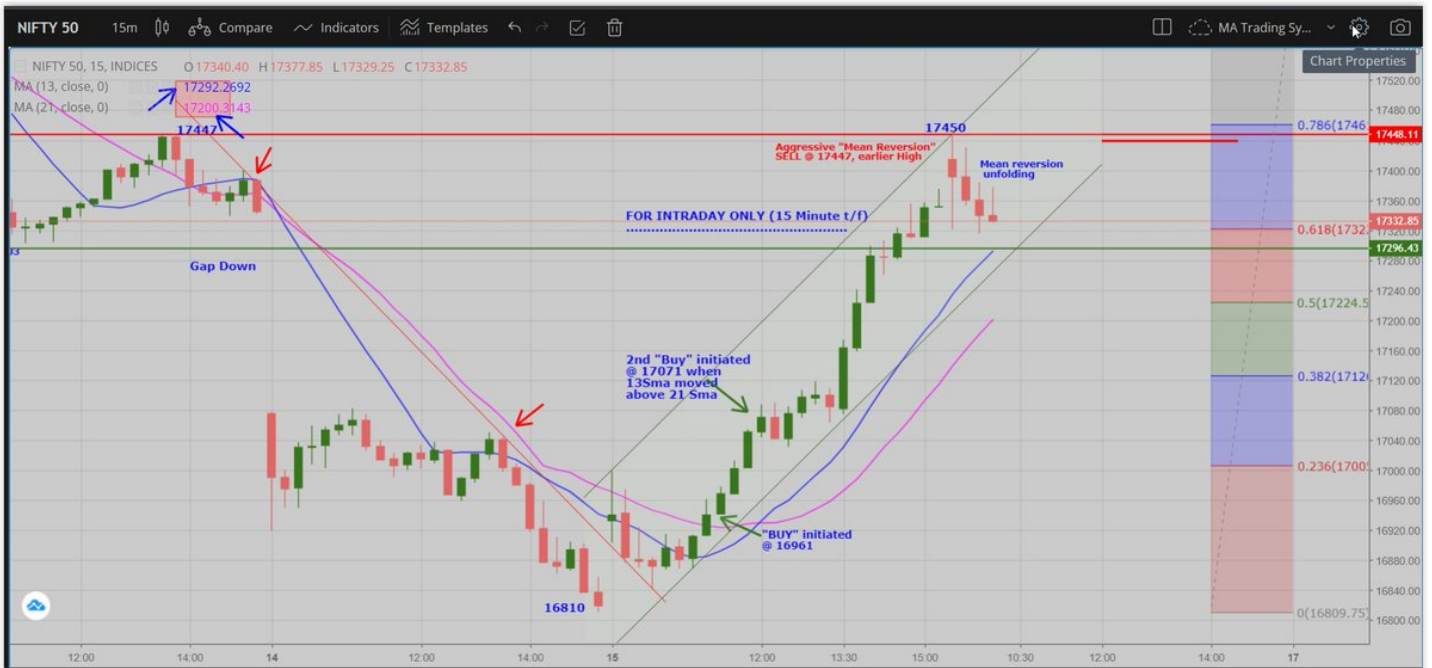 NIFTY 50 15m Compare Indicators Templates MA Trading Sy...
Chart Properties
NIFTY 50, 15, INDICES O17340.40 H17377.85 L17329.25 C17332.85
MA (13, close, 0) 17292.2692
MA (21, close, 0) 17200.3143
17520.00
17480.00
17447
17450
0.786(1746
17448.11
Aggressive "Mean Reversion"
SELL @ 17447, earlier High
Mean reversion
unfolding
17400.00
17360.00
FOR INTRADAY ONLY (15 Minute t/f)
17332.85
17320.00
0.618(1732
17296.43
Gap Down
17280.00
17240.00
0.5(17224.5
17200.00
17160.00
2nd "Buy" initiated
@ 17071 when
13Sma moved
above 21 Sma
0.382(1712
17120.00
17080.00
17040.00
0.236(1700
17000.00
16960.00
16920.00
"BUY" initiated
@ 16961
16880.00
16840.00
16810
0(16809.75)
16800.00
12:00 14:00 14 12:00 14:00 15 12:00 13:30 15:00 10:30 12:00 14:00 17